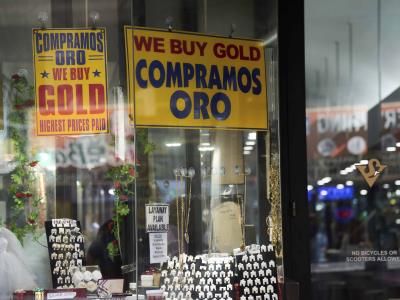 COMPRAMOS
ORO
WE BUY
GOLD
HIGHEST PRICES PAID
WE BUY GOLD
COMPRAMOS
ORO
LAYAWAY
PLAN
AVAILABLE
NO BICYCLES OR
SCOOTERS ALLOWED